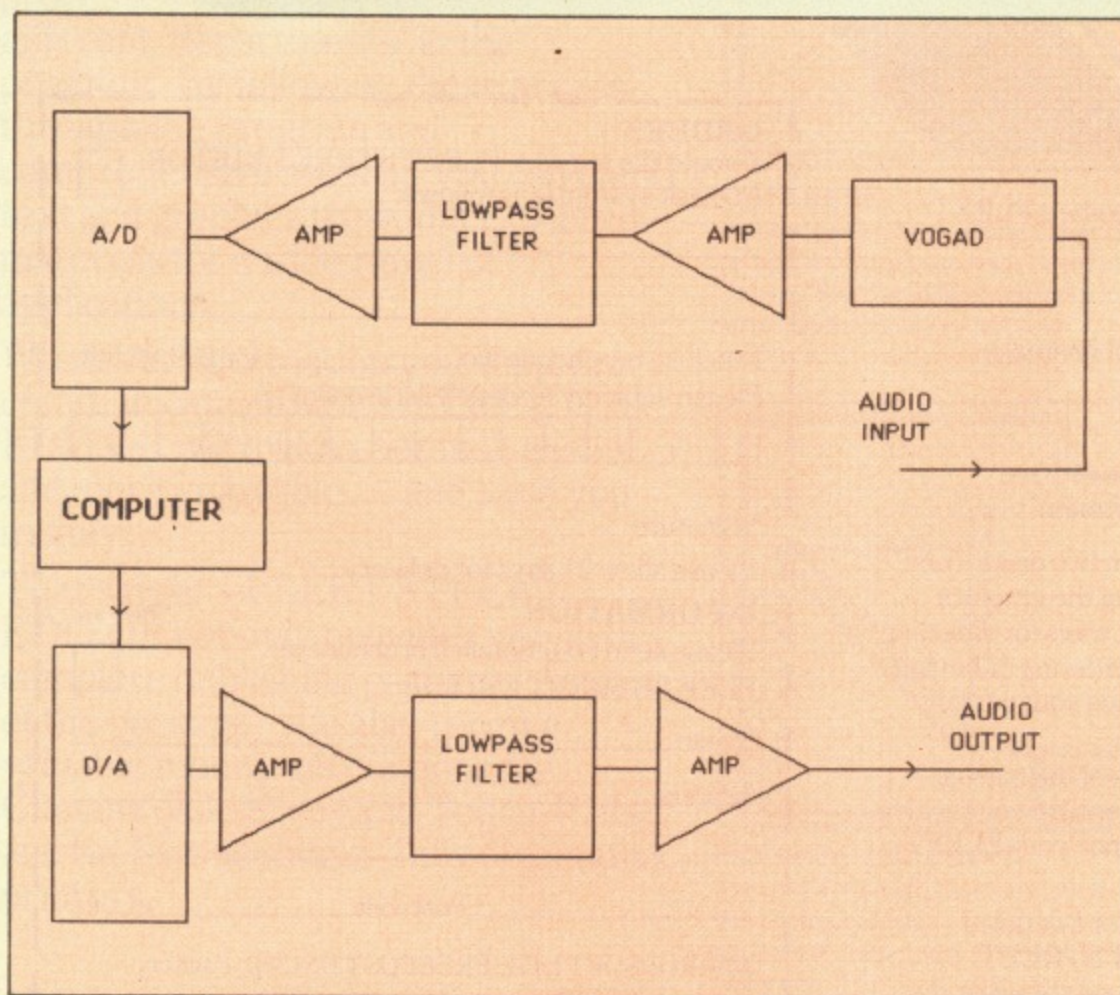 A/D
AMP
LOWPASS
FILTER
AMP
VOGAD
AUDIO
INPUT
COMPUTER
D/A
AMP
LOWPASS
FILTER
AMP
AUDIO
OUTPUT